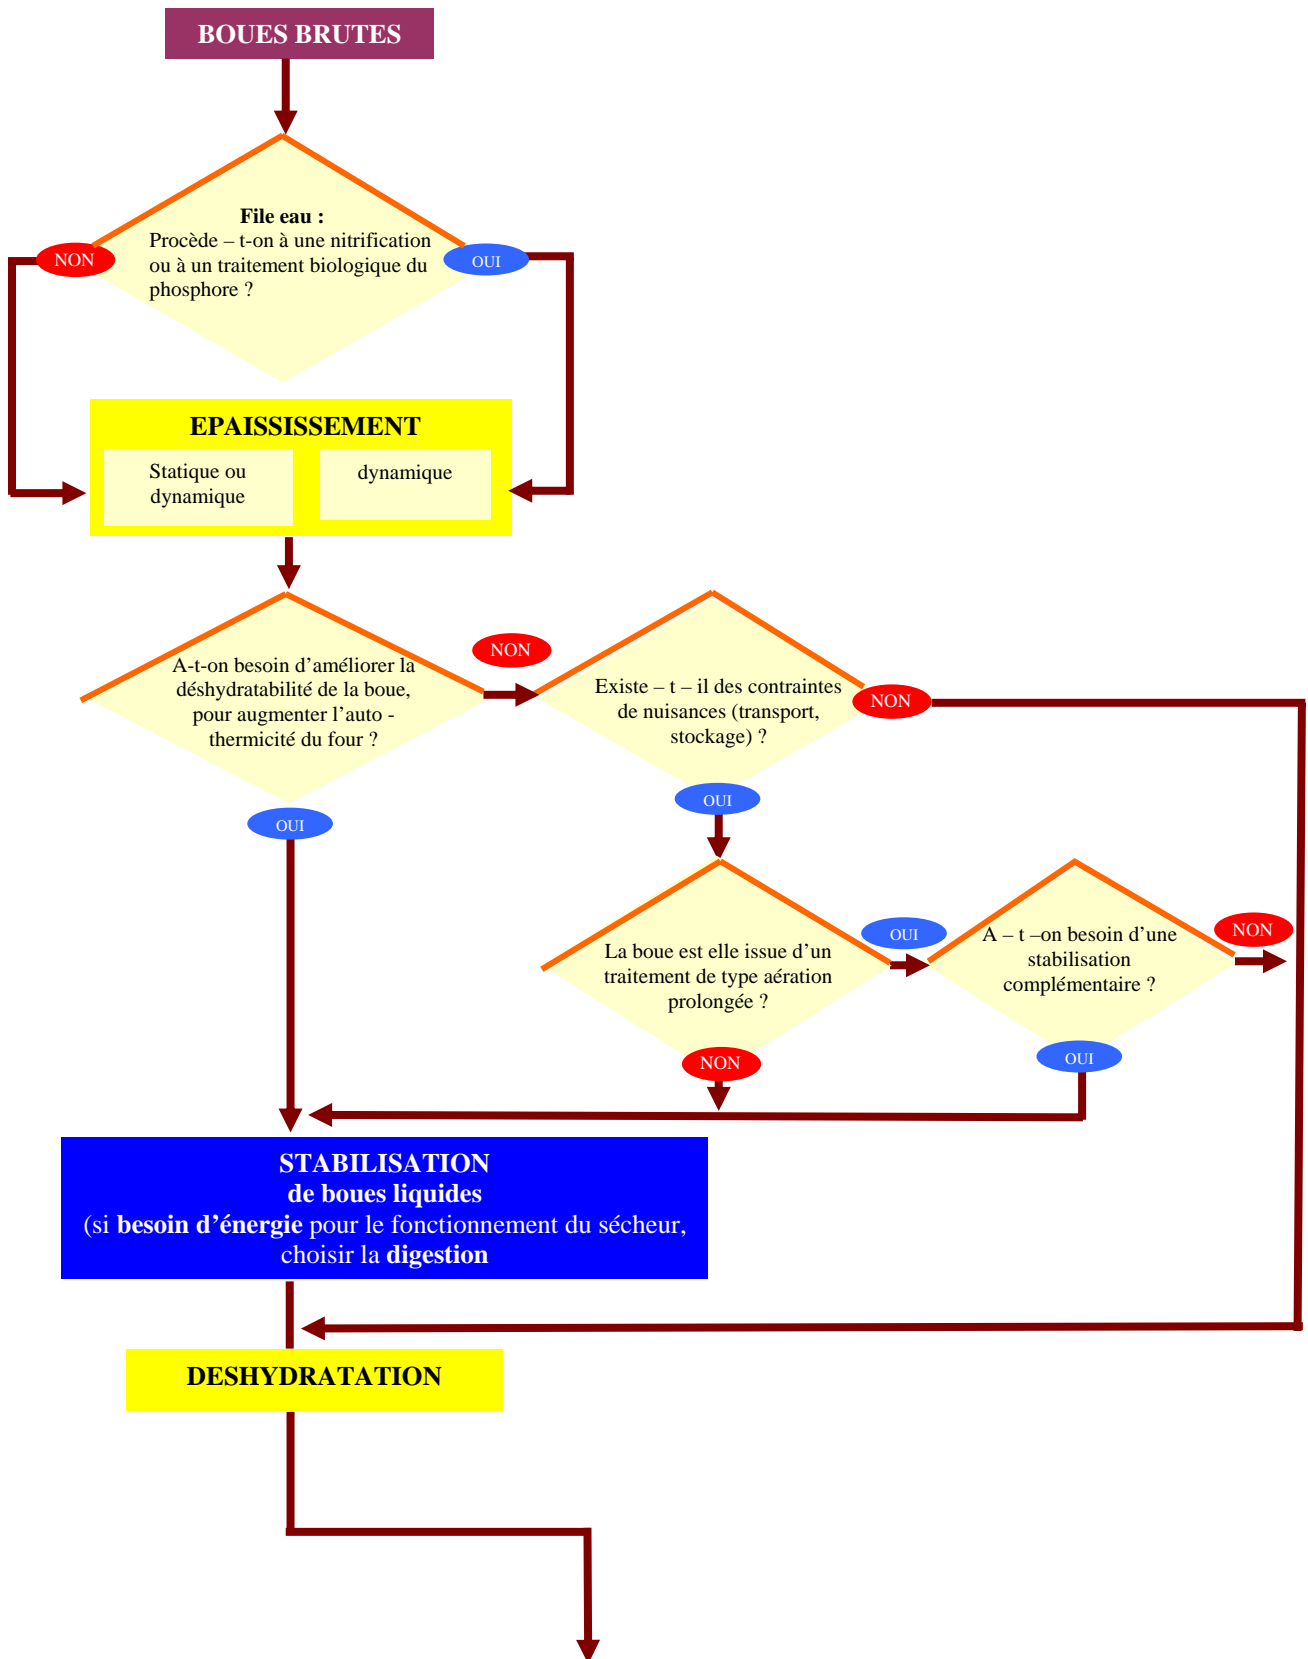 BOUES BRUTES
File eau :
Procède – t-on à une nitrification
ou à un traitement biologique du
phosphore ?
NON
OUI
EPAISSISSEMENT
Statique ou
dynamique
dynamique
A-t-on besoin d’améliorer la
déshydratabilité de la boue,
pour augmenter l’auto -
thermicité du four ?
NON
Existe – t – il des contraintes
de nuisances (transport,
stockage) ?
NON
OUI
OUI
La boue est elle issue d’un
traitement de type aération
prolongée ?
OUI
A – t –on besoin d’une
stabilisation
complémentaire ?
NON
NON
OUI
STABILISATION
de boues liquides
(si besoin d’énergie pour le fonctionnement du sécheur,
choisir la digestion
DESHYDRATATION